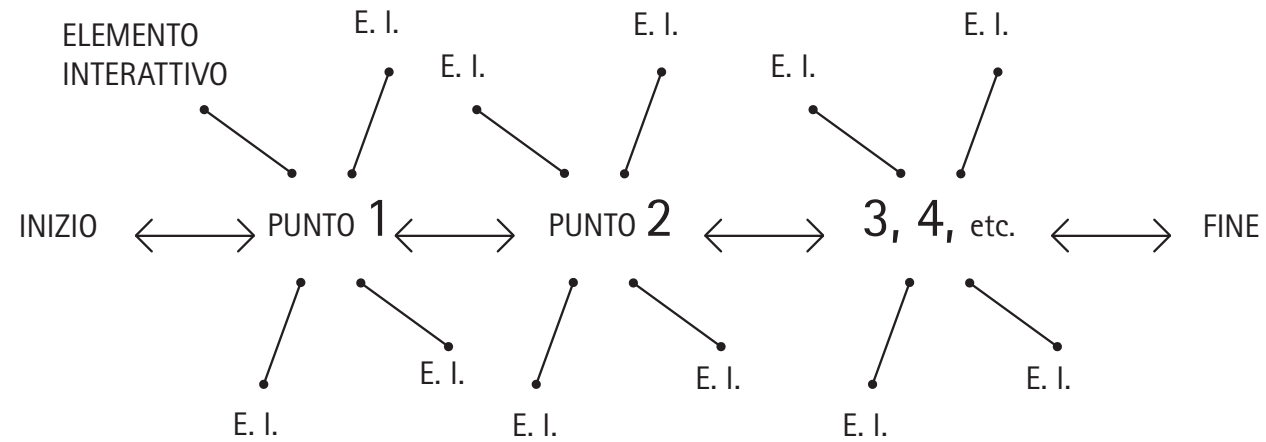 ELEMENTO
INTERATTIVO
E. I.
E. I.
E. I.
E. I.
E. I.
INIZIO
PUNTO 1
PUNTO 2
3, 4, etc.
FINE
E. I.
E. I.
E. I.
E. I.
E. I.
E. I.